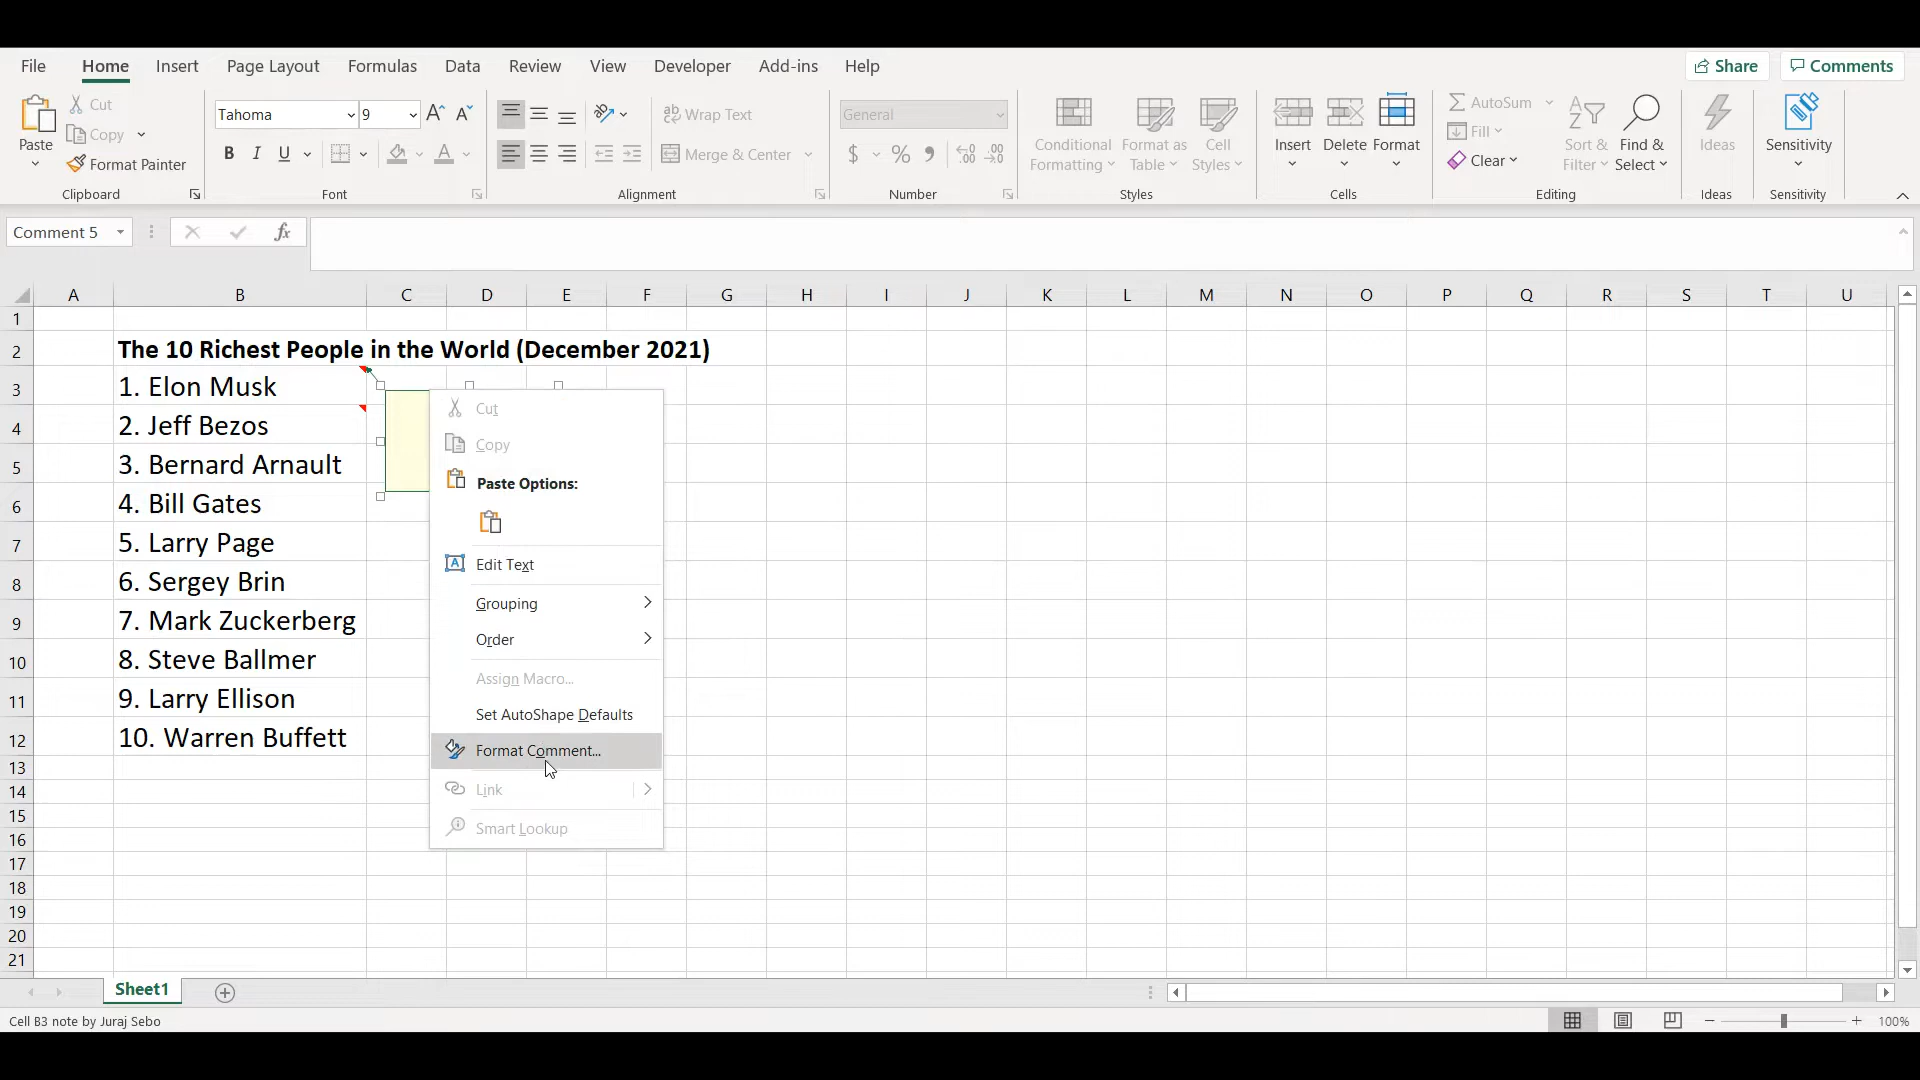 File Home Insert Page Layout Formulas Data Review View Developer Add-ins Help Share Comments
Paste Cut Copy Format Painter
Clipboard
Tahoma 9 A A
B I U A
Font
ab Wrap Text
Merge & Center
Alignment
General
$ % 9 .00 .00
Number
Conditional Formatting Format as Table Cell Styles
Styles
Insert Delete Format
Cells
AutoSum Fill Clear Sort & Filter Find & Select
Editing
Ideas
Ideas
Sensitivity
Sensitivity
Comment 5 fx
A B C D E F G H I J K L M N O P Q R S T U
1
2 The 10 Richest People in the World (December 2021)
3 1. Elon Musk
4 2. Jeff Bezos
5 3. Bernard Arnault
6 4. Bill Gates
7 5. Larry Page
8 6. Sergey Brin
9 7. Mark Zuckerberg
10 8. Steve Ballmer
11 9. Larry Ellison
12 10. Warren Buffett
13
14
15
16
17
18
19
20
21
Cut
Copy
Paste Options:
Edit Text
Grouping
Order
Assign Macro...
Set AutoShape Defaults
Format Comment...
Link
Smart Lookup
Sheet1
Cell B3 note by Juraj Sebo 100%